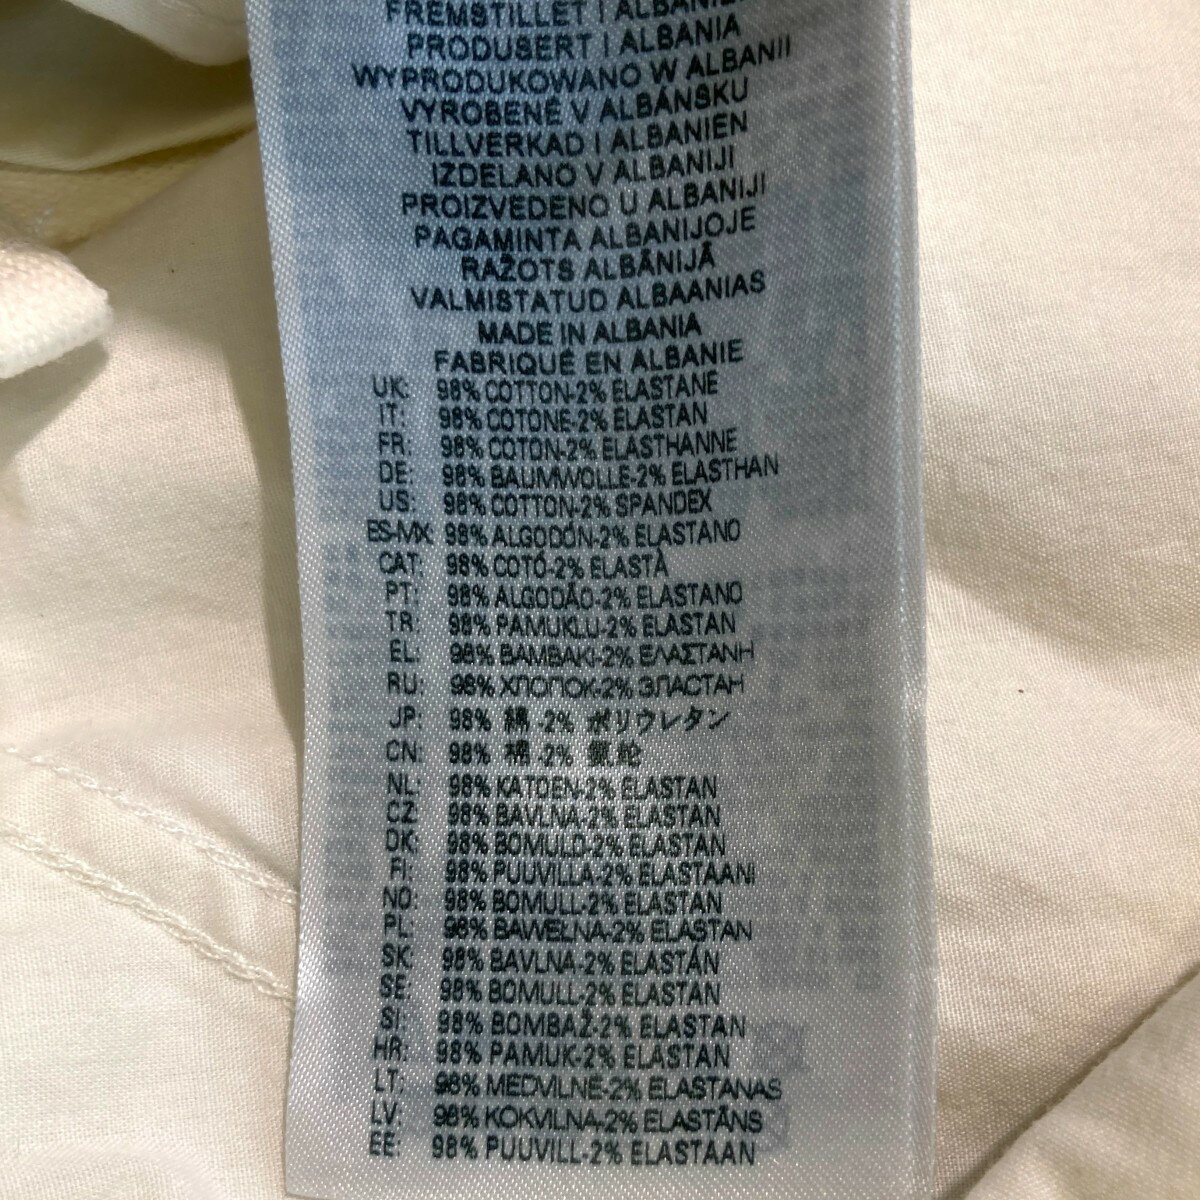 FREMSTILLET I ALBANIEN
PRODUSERT I ALBANIA
WYPRODUKOWANO W ALBANII
VYROBENÉ V ALBÁNSKU
TILLVERKAD I ALBANIEN
IZDELANO V ALBANIJI
PROIZVEDENO U ALBANIJI
PAGAMINTA ALBANIJOJE
RAŽOTS ALBĀNIJĀ
VALMISTATUD ALBAANIAS
MADE IN ALBANIA
FABRIQUÉ EN ALBANIE
UK: 98% COTTON-2% ELASTANE
IT: 98% COTONE-2% ELASTAN
FR: 98% COTON-2% ELASTHANNE
DE: 98% BAUMWOLLE-2% ELASTHAN
US: 98% COTTON-2% SPANDEX
ES-MX: 98% ALGODÓN-2% ELASTANO
CAT: 98% COTÓ-2% ELASTÀ
PT: 98% ALGODÃO-2% ELASTANO
TR: 98% PAMUKLU-2% ELASTAN
EL: 98% BAMBAKI-2% ΕΛΑΣΤΑΝΗ
RU: 98% ХЛОПОК-2% ЭЛАСТАН
JP: 98% 綿 -2% ポリウレタン
CN: 98% 棉 -2% 氨纶
NL: 98% KATOEN-2% ELASTAN
CZ: 98% BAVLNA-2% ELASTAN
DK: 98% BOMULD-2% ELASTAN
FI: 98% PUUVILLA-2% ELASTAANI
NO: 98% BOMULL-2% ELASTAN
PL: 98% BAWEŁNA-2% ELASTAN
SK: 98% BAVLNA-2% ELASTÁN
SE: 98% BOMULL-2% ELASTAN
SI: 98% BOMBAŽ-2% ELASTAN
HR: 98% PAMUK-2% ELASTAN
LT: 98% MEDVILNĖ-2% ELASTANAS
LV: 98% KOKVILNA-2% ELASTĀNS
EE: 98% PUUVILL-2% ELASTAAN